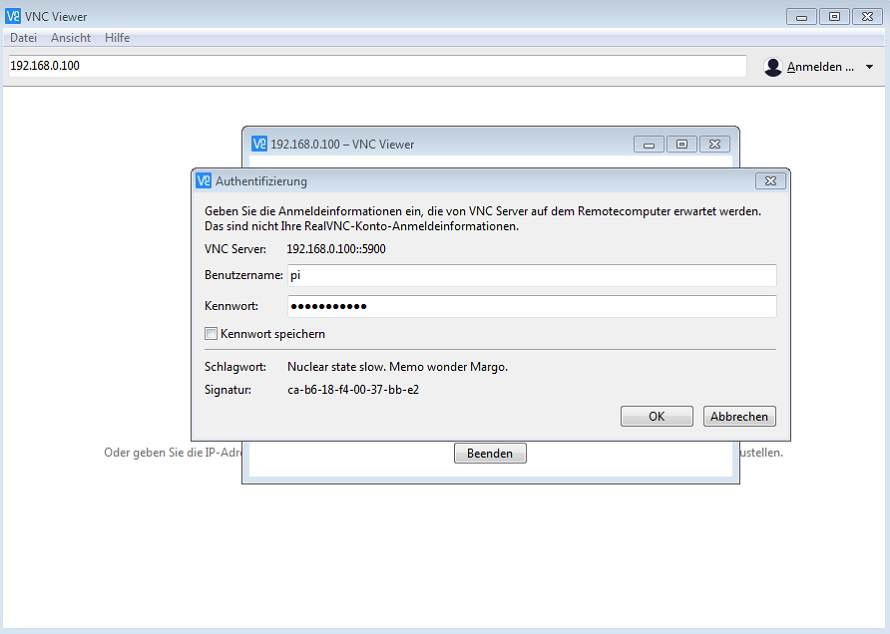 VNC Viewer
Datei Ansicht Hilfe
192.168.0.100
Anmelden ...
192.168.0.100 – VNC Viewer
Authentifizierung
Geben Sie die Anmeldeinformationen ein, die von VNC Server auf dem Remotecomputer erwartet werden.
Das sind nicht Ihre RealVNC-Konto-Anmeldeinformationen.
VNC Server: 192.168.0.100::5900
Benutzername: pi
Kennwort: •••••••••••
Kennwort speichern
Schlagwort: Nuclear state slow. Memo wonder Margo.
Signatur: ca-b6-18-f4-00-37-bb-e2
OK Abbrechen
Oder geben Sie die IP-Adre ustellen.
Beenden